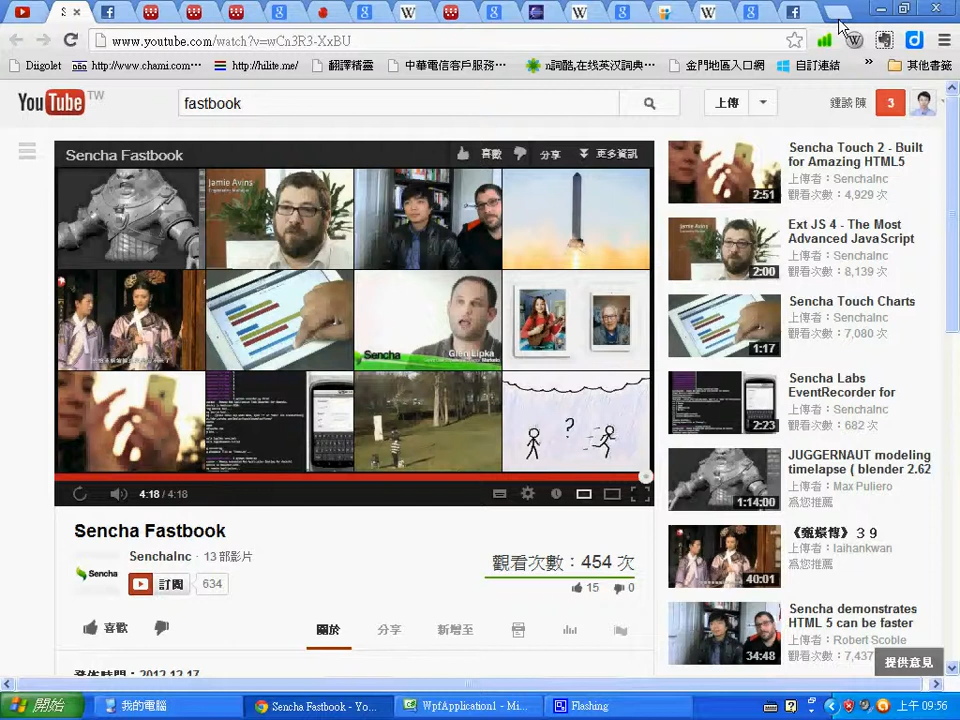 S
W
W
W
www.youtube.com/watch?v=wCn3R3-XxBU
Diigolet
http://www.chami.com…
http://hilite.me/
翻譯精靈
中華電信客戶服務…
n詞酷,在线英汉詞典…
金門地區入口網
自訂連結
»
其他書籤
YouTube TW
fastbook
上傳
鍾誠 陳
3
Sencha Fastbook
喜歡
分享
更多資訊
Jamie Avins
Sencha
Glen Lipka
?
4:18 / 4:18
Sencha Fastbook
SenchaInc · 13 部影片
Sencha
訂閱
634
觀看次數：454 次
15
0
喜歡
關於
分享
新增至
發佈時間：2012.12.17
2:51
Sencha Touch 2 - Built
for Amazing HTML5
上傳者：SenchaInc
觀看次數：4,929 次
Jamie Avins
2:00
Ext JS 4 - The Most
Advanced JavaScript
上傳者：SenchaInc
觀看次數：8,139 次
1:17
Sencha Touch Charts
上傳者：SenchaInc
觀看次數：7,080 次
2:23
Sencha Labs
EventRecorder for
上傳者：SenchaInc
觀看次數：682 次
1:14:00
JUGGERNAUT modeling
timelapse ( blender 2.62
上傳者：Max Puliero
為您推薦
40:01
《甄嬛傳》３９
上傳者：laihankwan
為您推薦
34:48
Sencha demonstrates
HTML 5 can be faster
上傳者：Robert Scoble
觀看次數：7,437
提供意見
開始
我的電腦
Sencha Fastbook - Yo...
WpfApplication1 - Mi...
Flashing
上午 09:56